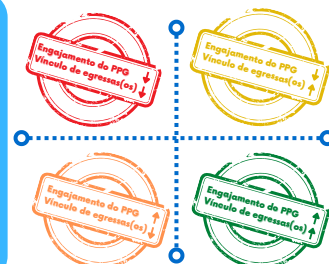 Engajamento do PPG ↓
Vínculo de egressas(os) ↓
Engajamento do PPG ↓
Vínculo de egressas(os) ↑
Engajamento do PPG ↑
Vínculo de egressas(os) ↓
Engajamento do PPG ↑
Vínculo de egressas(os) ↑